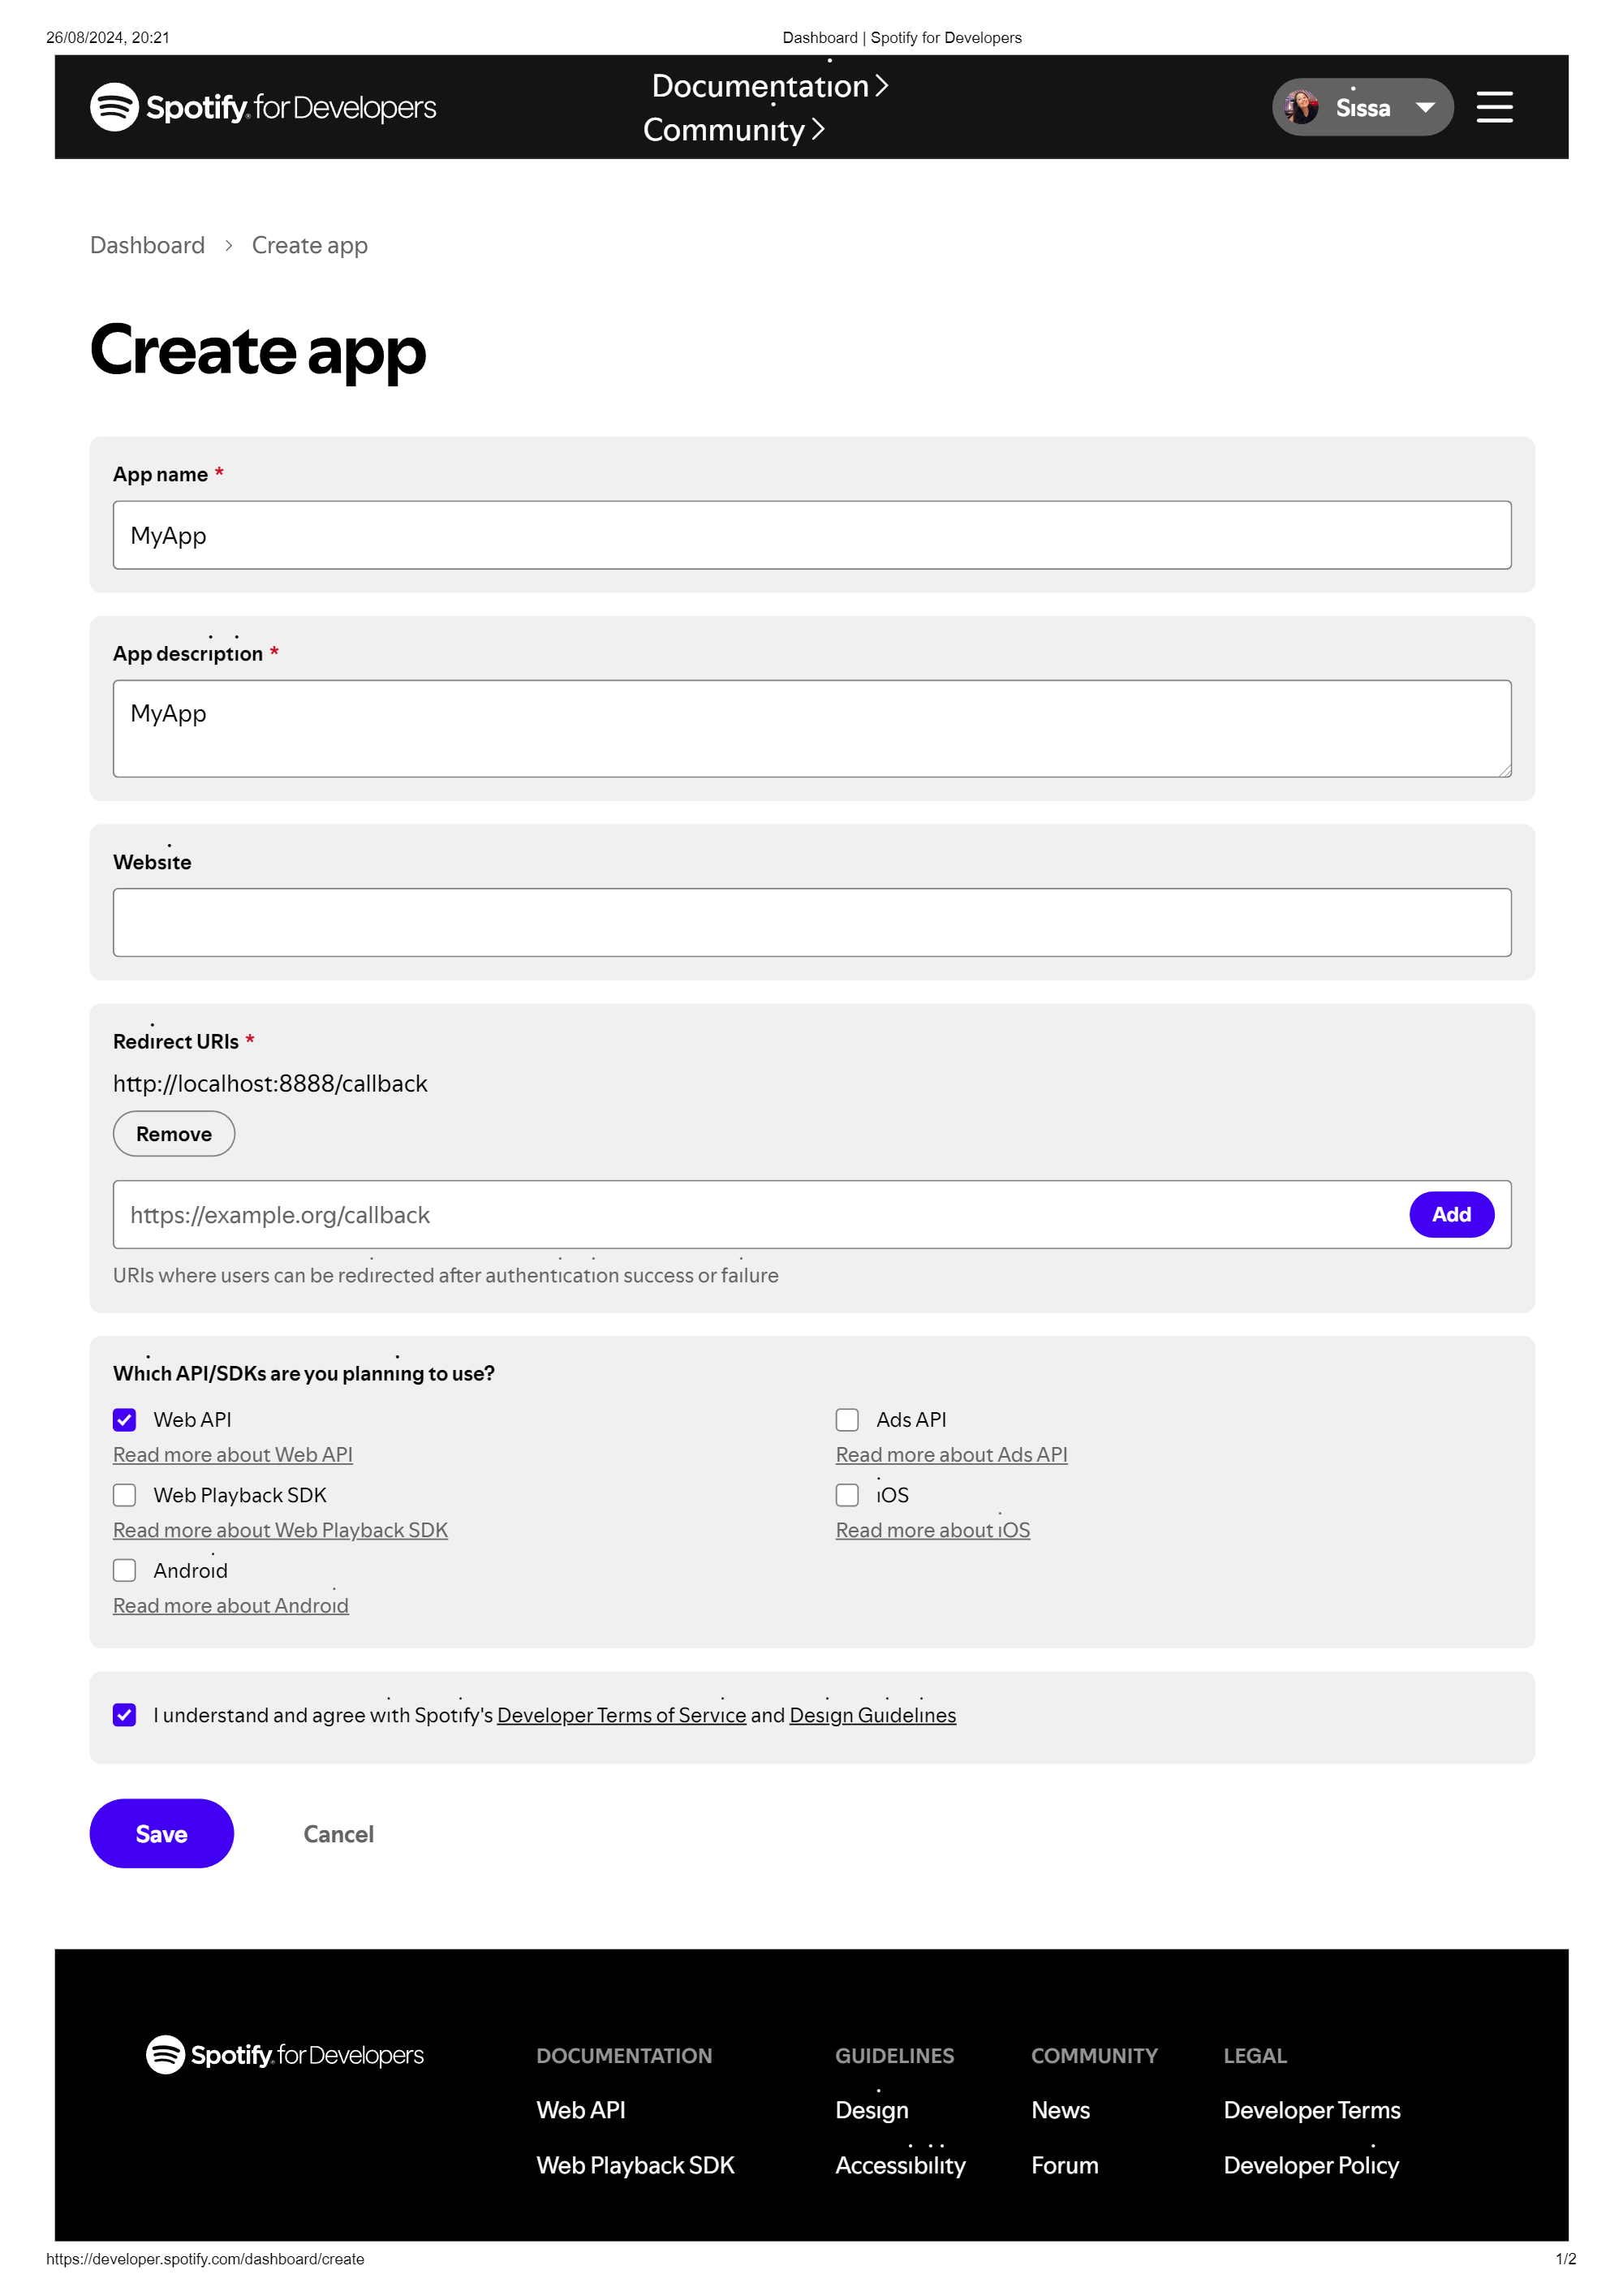 26/08/2024, 20:21
Dashboard | Spotify for Developers
Spotify for Developers
Documentation
Community
Sissa
Dashboard > Create app
Create app
App name *
MyApp
App description *
MyApp
Website
Redirect URIs *
http://localhost:8888/callback
Remove
https://example.org/callback
Add
URIs where users can be redirected after authentication success or failure
Which API/SDKs are you planning to use?
Web API
Read more about Web API
Ads API
Read more about Ads API
Web Playback SDK
Read more about Web Playback SDK
iOS
Read more about iOS
Android
Read more about Android
I understand and agree with Spotify's Developer Terms of Service and Design Guidelines
Save
Cancel
Spotify for Developers
DOCUMENTATION
Web API
Web Playback SDK
GUIDELINES
Design
Accessibility
COMMUNITY
News
Forum
LEGAL
Developer Terms
Developer Policy
https://developer.spotify.com/dashboard/create
1/2